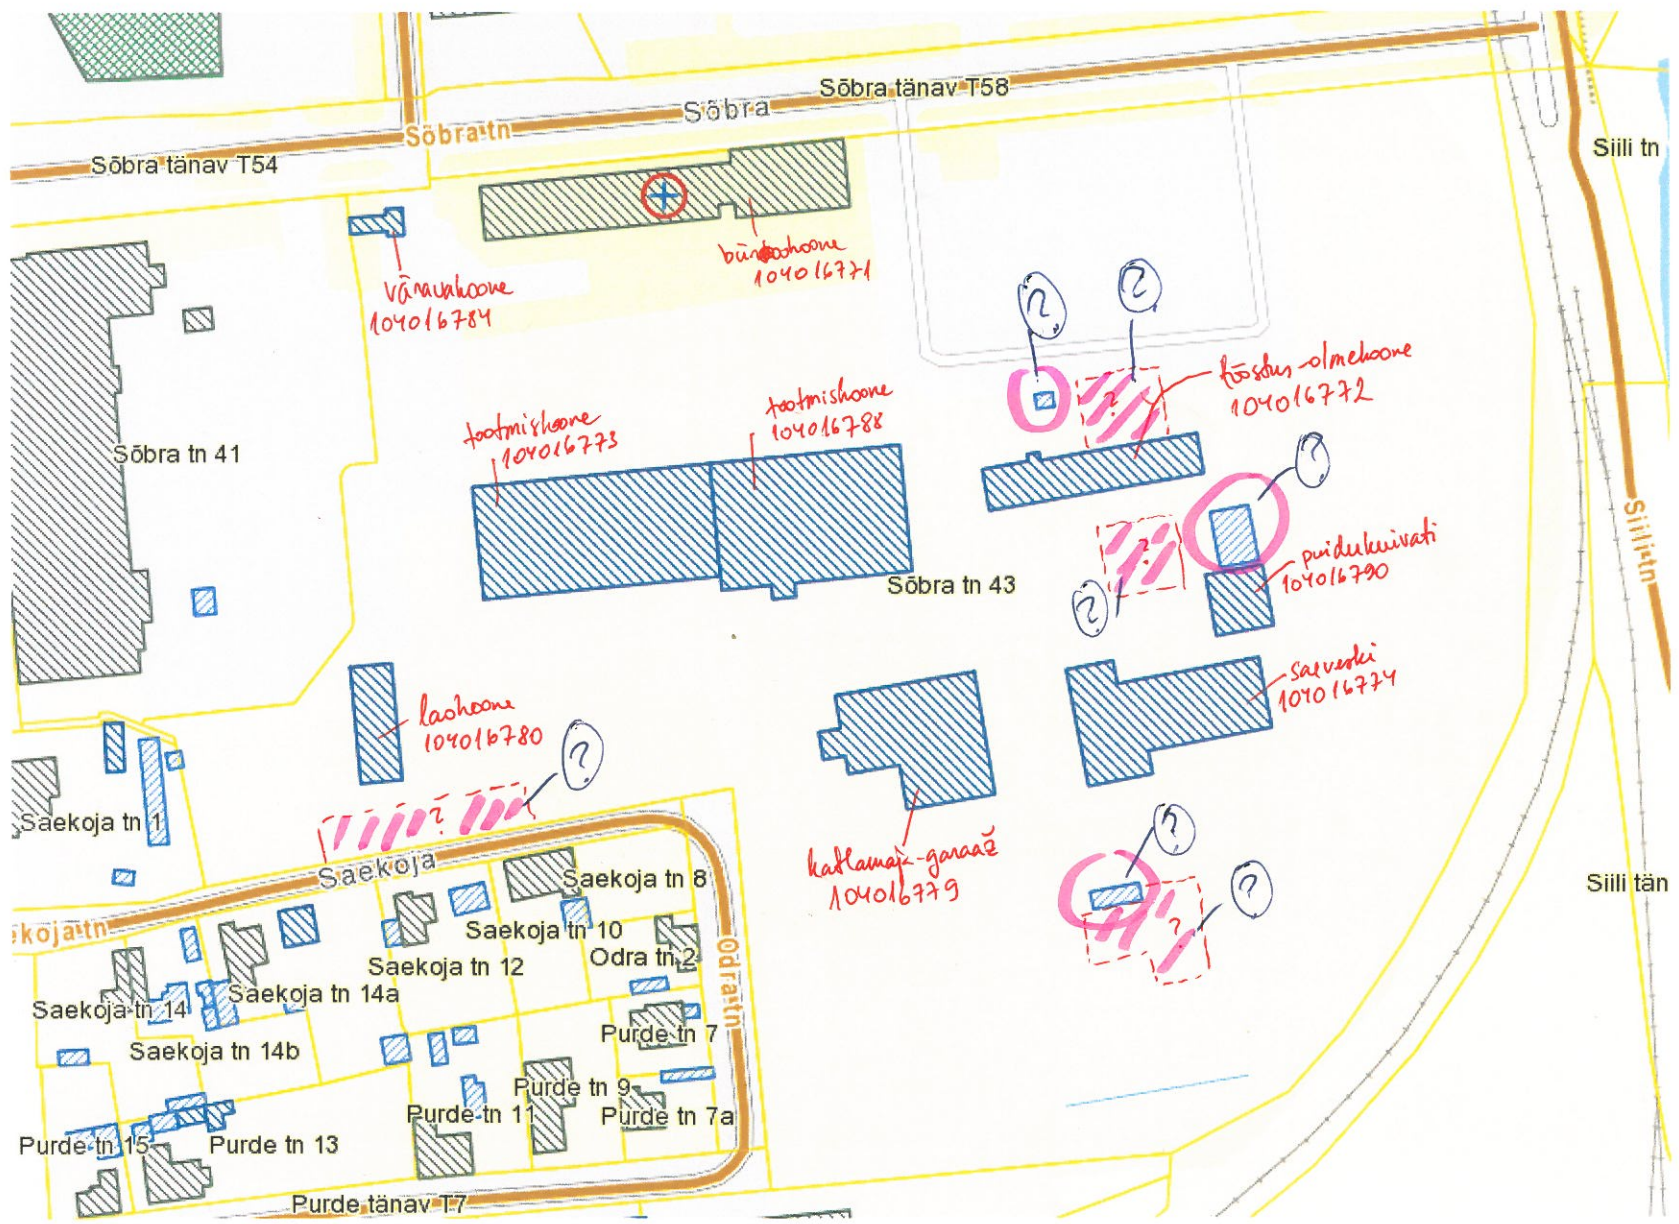 Sõbra tänav T58
Sõbra
Sõbra tn
Sõbra tänav T54
Siili tn
väravahoone
104016784
büroohoone
104016771
?
?
tööstus-olmehoone
104016772
?
tootmishoone
104016773
tootmishoone
104016788
?
Sõbra tn 41
?
Siili tn
puidukuivati
104016790
?
?
Sõbra tn 43
saeveski
104016774
laohoone
104016780
?
?
Saekoja tn 1
Saekoja
katlamaja-garaaž
104016779
?
?
?
Siili tän
Saekoja tn 8
ekoja tn
Saekoja tn 10
Odra tn 2
Odra tn
Saekoja tn 12
Saekoja tn 14a
Saekoja tn 14
Saekoja tn 14b
Purde tn 7
Purde tn 9
Purde tn 11
Purde tn 7a
Purde tn 15
Purde tn 13
Purde tänav T7